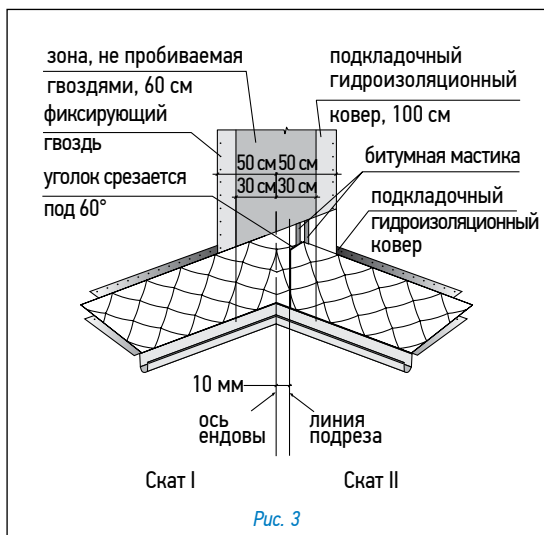 зона, не пробиваемая
гвоздями, 60 см
фиксирующий
гвоздь
уголок срезается
под 60°
подкладочный
гидроизоляционный
ковер, 100 см
битумная мастика
подкладочный
гидроизоляционный
ковер
50 см 50 см
30 см 30 см
10 мм
ось
ендовы
линия
подреза
Скат I
Скат II
Рис. 3